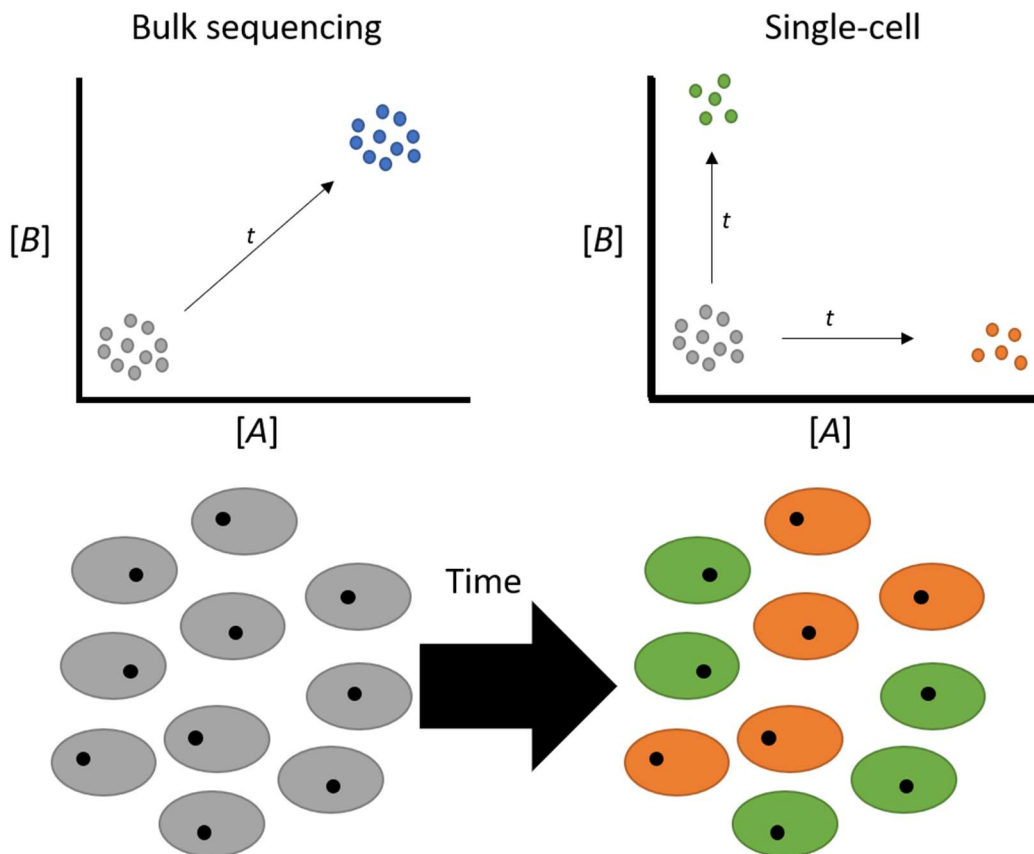 Bulk sequencing
Single-cell
[B]
t
[A]
[B]
t
t
[A]
Time